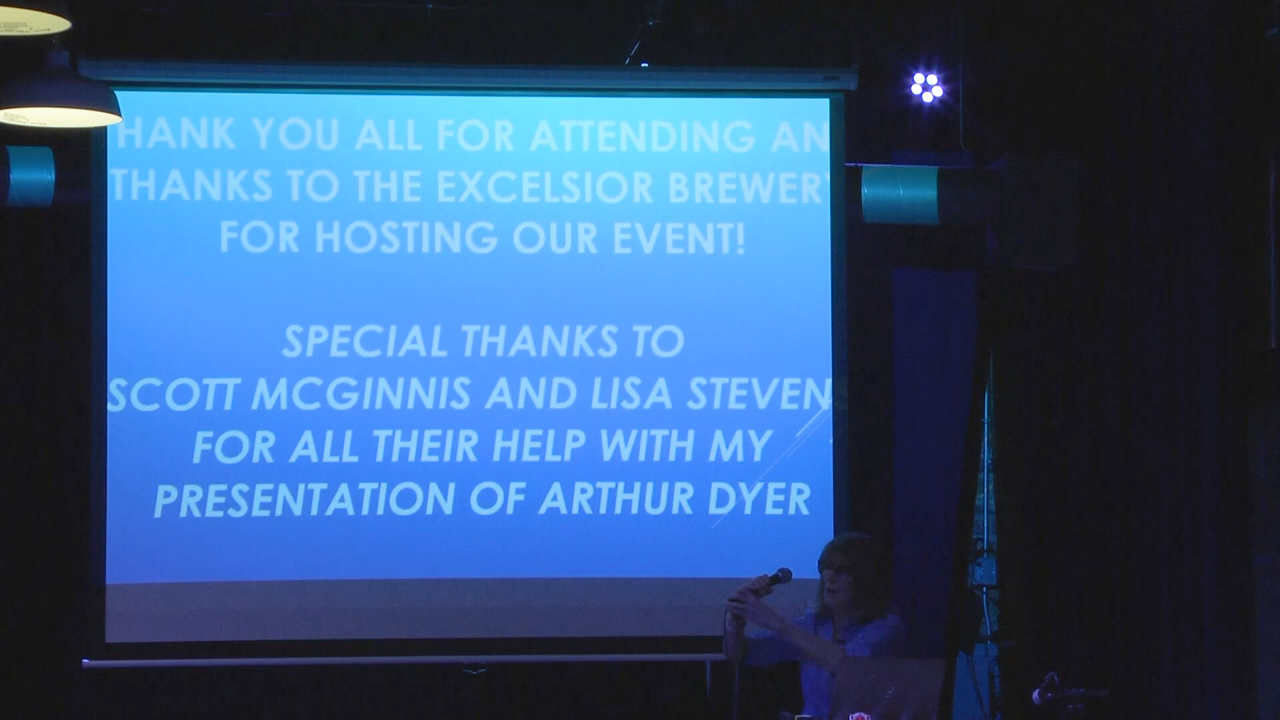 HANK YOU ALL FOR ATTENDING AN
THANKS TO THE EXCELSIOR BREWERY
FOR HOSTING OUR EVENT!
SPECIAL THANKS TO
SCOTT MCGINNIS AND LISA STEVEN
FOR ALL THEIR HELP WITH MY
PRESENTATION OF ARTHUR DYER